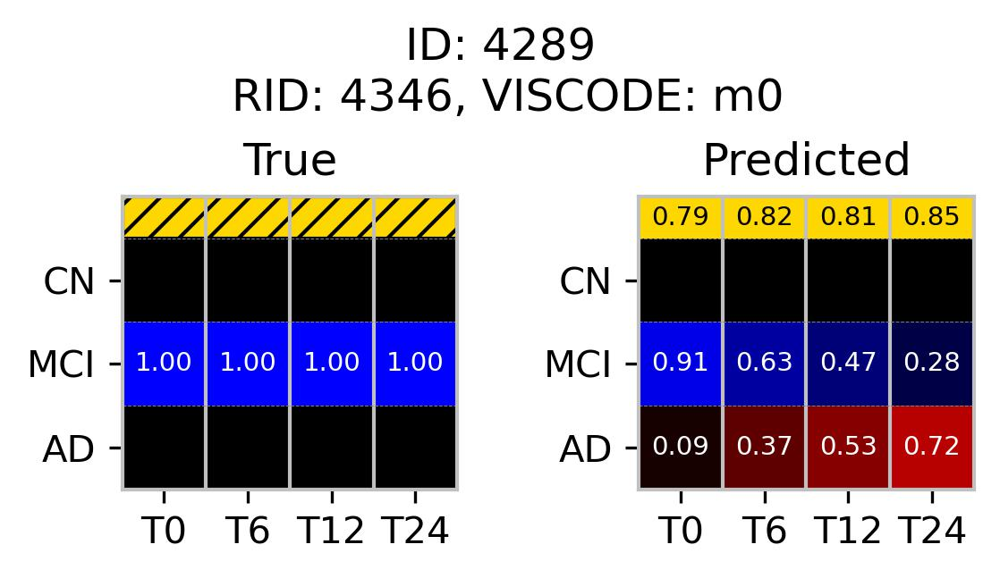 ID: 4289
RID: 4346, VISCODE: m0
True
Predicted
0.79 0.82 0.81 0.85
CN
CN
MCI 1.00 1.00 1.00 1.00
MCI 0.91 0.63 0.47 0.28
AD
AD 0.09 0.37 0.53 0.72
T0 T6 T12 T24
T0 T6 T12 T24